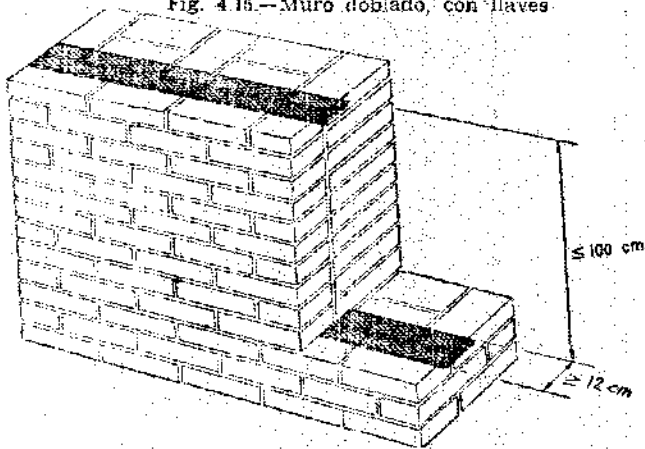 Fig. 4.15.—Muro doblado, con llaves
≤ 100 cm
≥ 12 cm